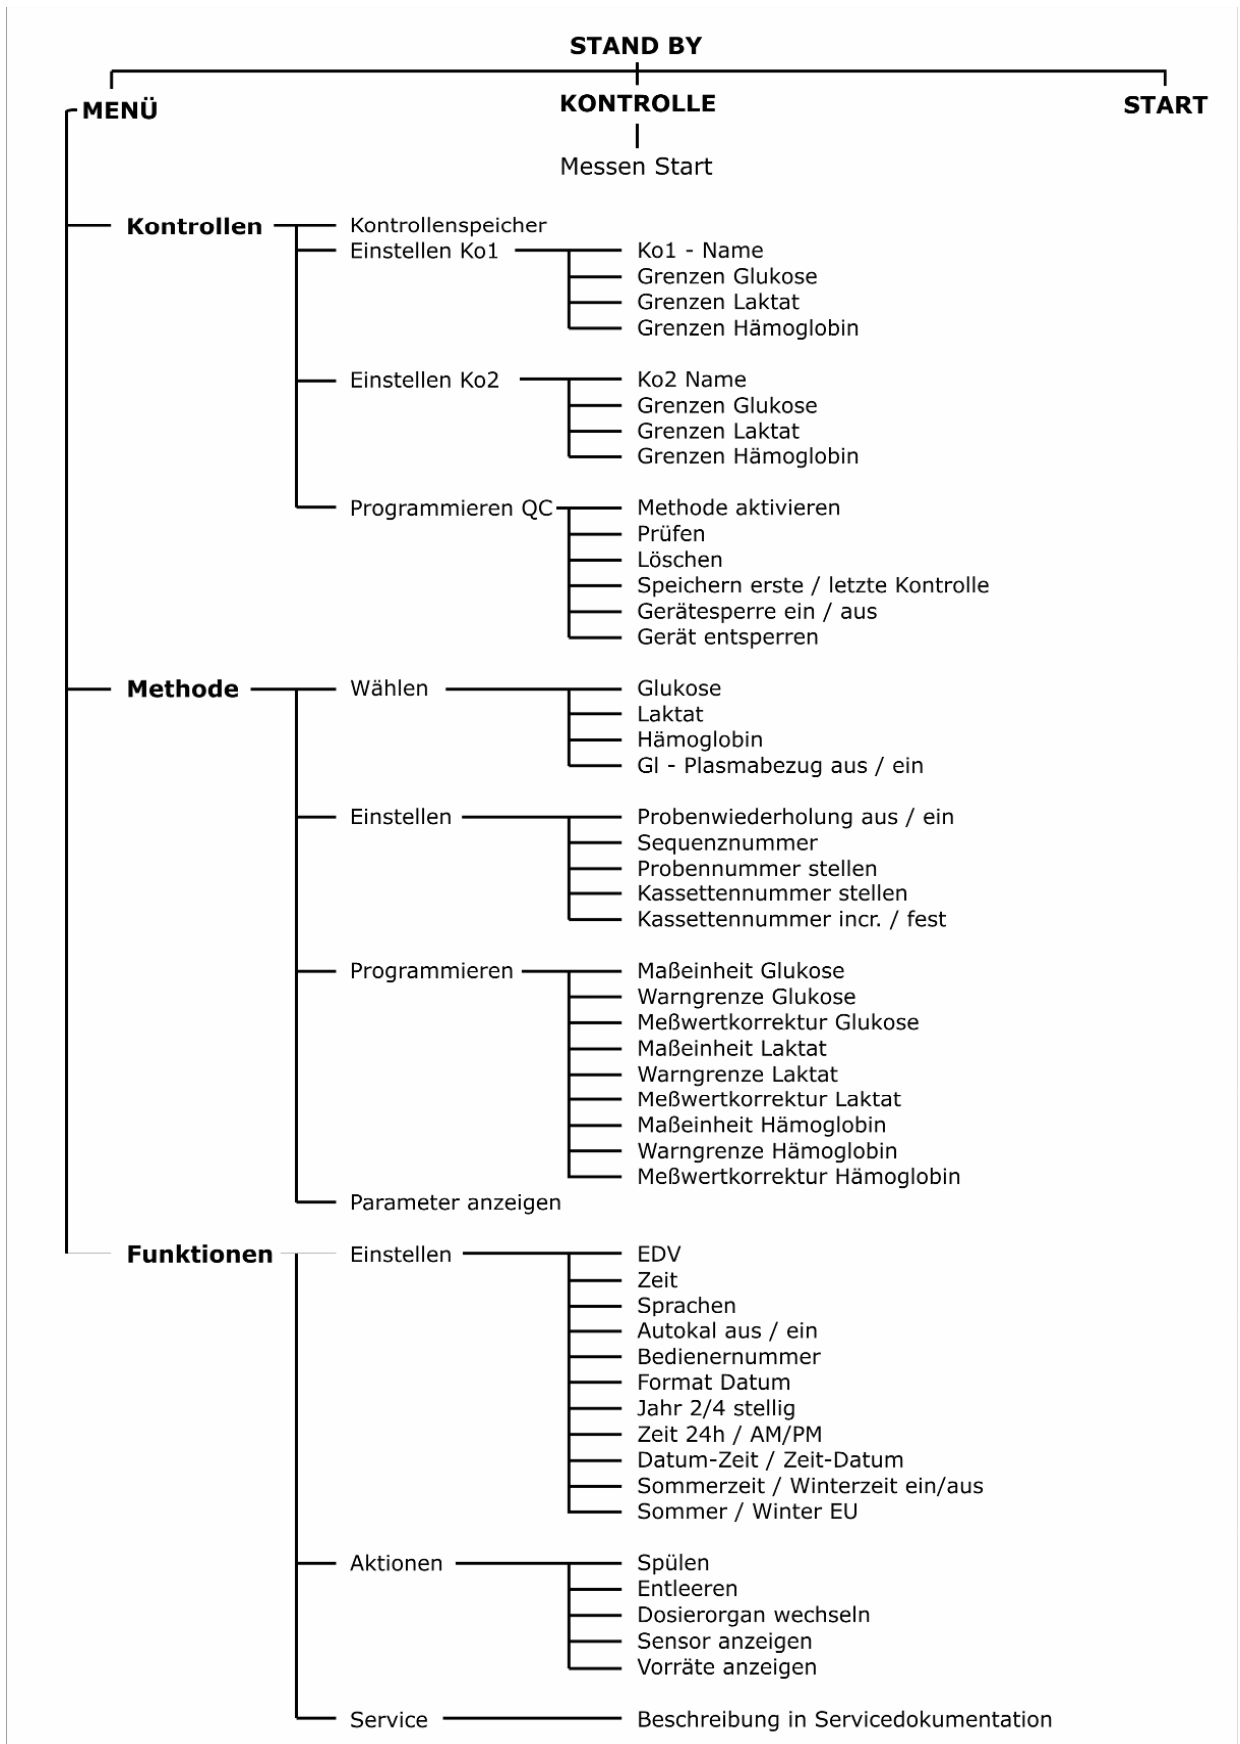 STAND BY
MENÜ KONTROLLE START
Messen Start
Kontrollen Kontrollenspeicher
Einstellen Ko1 Ko1 - Name
Grenzen Glukose
Grenzen Laktat
Grenzen Hämoglobin
Einstellen Ko2 Ko2 Name
Grenzen Glukose
Grenzen Laktat
Grenzen Hämoglobin
Programmieren QC Methode aktivieren
Prüfen
Löschen
Speichern erste / letzte Kontrolle
Gerätesperre ein / aus
Gerät entsperren
Methode Wählen Glukose
Laktat
Hämoglobin
Gl - Plasmabezug aus / ein
Einstellen Probenwiederholung aus / ein
Sequenznummer
Probennummer stellen
Kassettennummer stellen
Kassettennummer incr. / fest
Programmieren Maßeinheit Glukose
Warngrenze Glukose
Meßwertkorrektur Glukose
Maßeinheit Laktat
Warngrenze Laktat
Meßwertkorrektur Laktat
Maßeinheit Hämoglobin
Warngrenze Hämoglobin
Meßwertkorrektur Hämoglobin
Parameter anzeigen
Funktionen Einstellen EDV
Zeit
Sprachen
Autokal aus / ein
Bedienernummer
Format Datum
Jahr 2/4 stellig
Zeit 24h / AM/PM
Datum-Zeit / Zeit-Datum
Sommerzeit / Winterzeit ein/aus
Sommer / Winter EU
Aktionen Spülen
Entleeren
Dosierorgan wechseln
Sensor anzeigen
Vorräte anzeigen
Service Beschreibung in Servicedokumentation